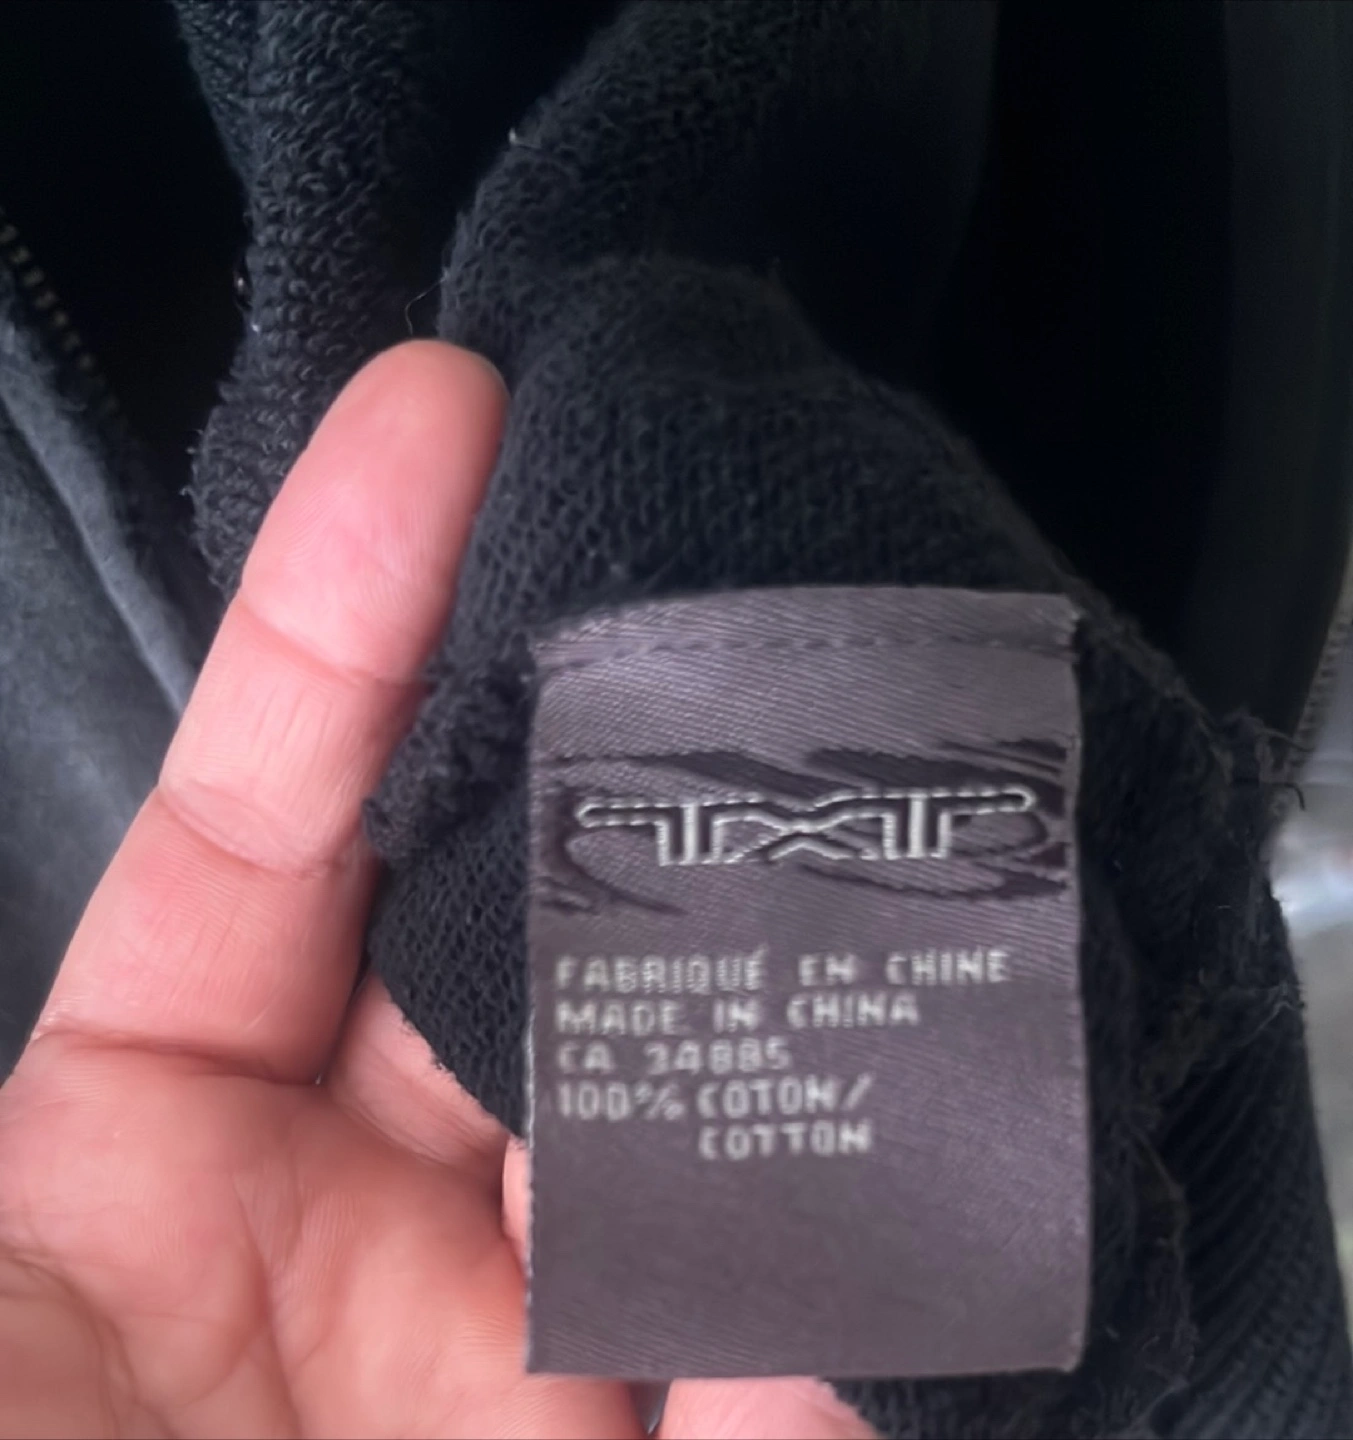 TXT
FABRIQUÉ EN CHINE
MADE IN CHINA
CA 34885
100% COTON/
COTTON